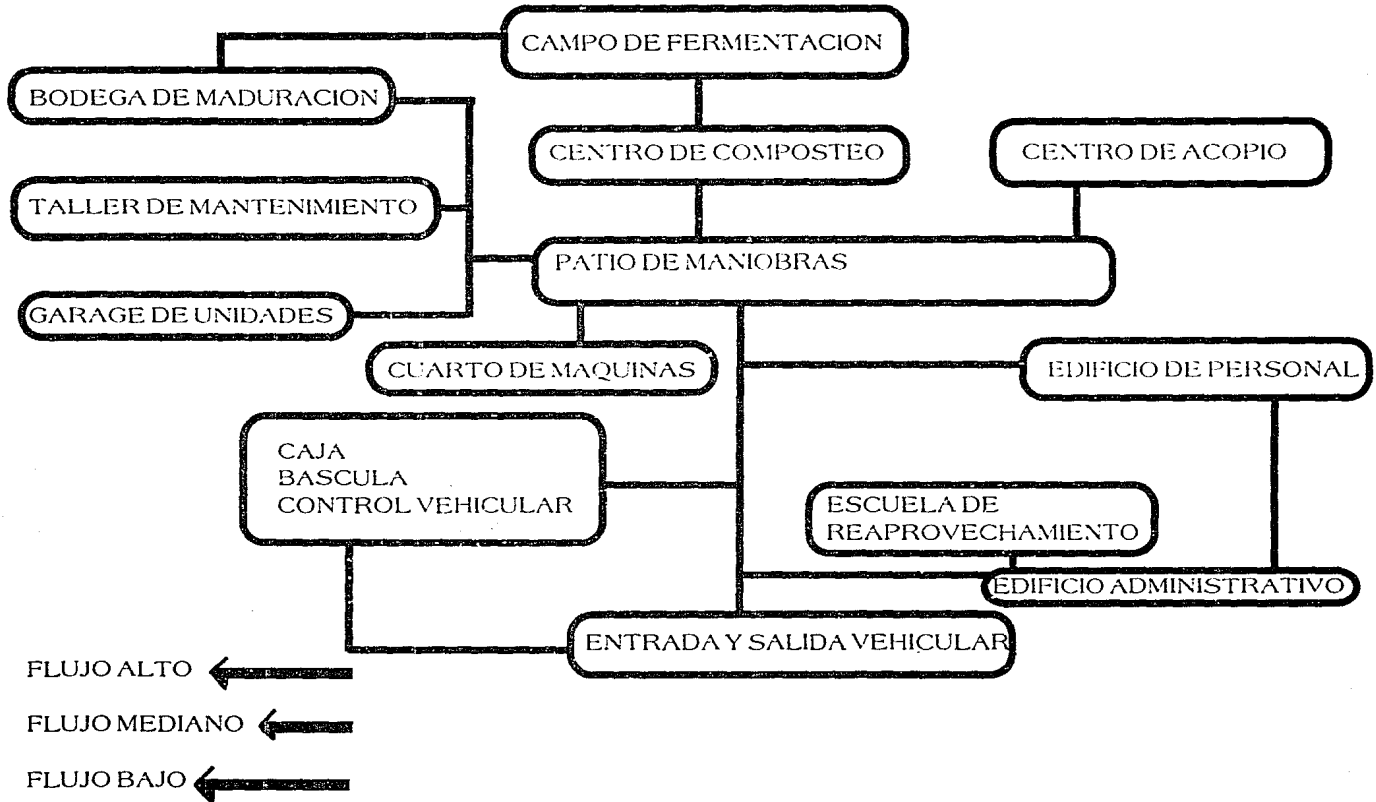 CAMPO DE FERMENTACION
BODEGA DE MADURACION
CENTRO DE COMPOSTEO
CENTRO DE ACOPIO
TALLER DE MANTENIMIENTO
PATIO DE MANIOBRAS
GARAGE DE UNIDADES
CUARTO DE MAQUINAS
EDIFICIO DE PERSONAL
CAJA
BASCULA
CONTROL VEHICULAR
ESCUELA DE
REAPROVECHAMIENTO
EDIFICIO ADMINISTRATIVO
ENTRADA Y SALIDA VEHICULAR
FLUJO ALTO
FLUJO MEDIANO
FLUJO BAJO